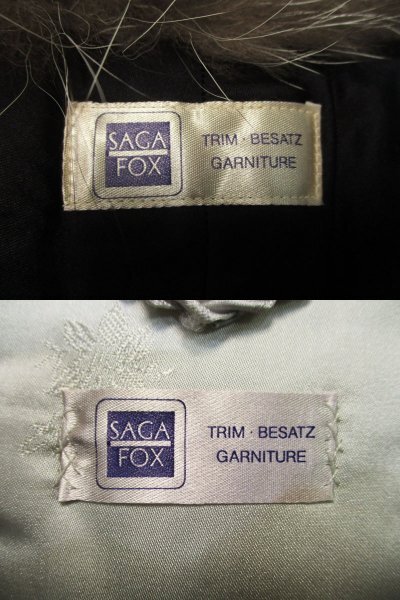 SAGA
FOX
TRIM · BESATZ
GARNITURE
SAGA
FOX
TRIM · BESATZ
GARNITURE